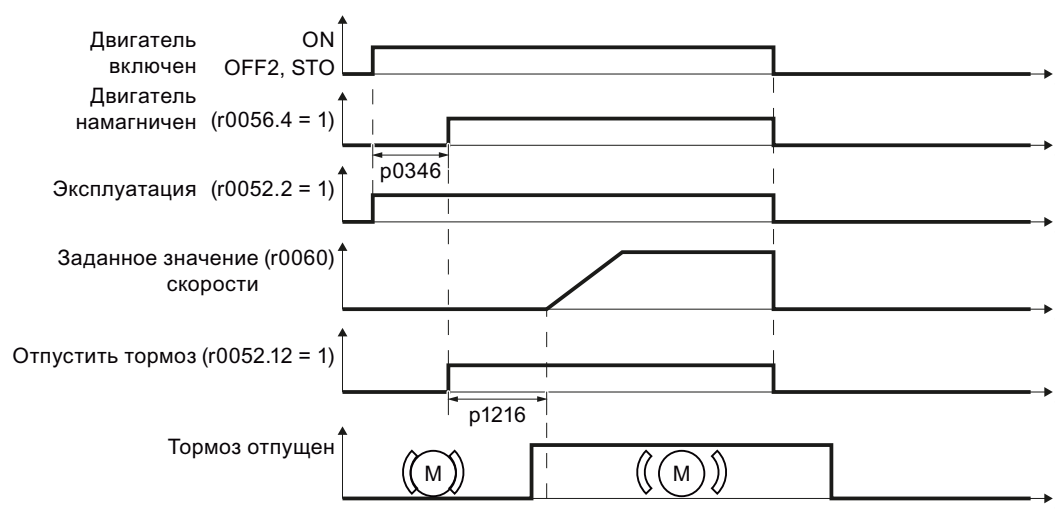 Двигатель ON
включен OFF2, STO
Двигатель
намагничен (r0056.4 = 1)
p0346
Эксплуатация (r0052.2 = 1)
Заданное значение (r0060)
скорости
Отпустить тормоз (r0052.12 = 1)
p1216
Тормоз отпущен
M M